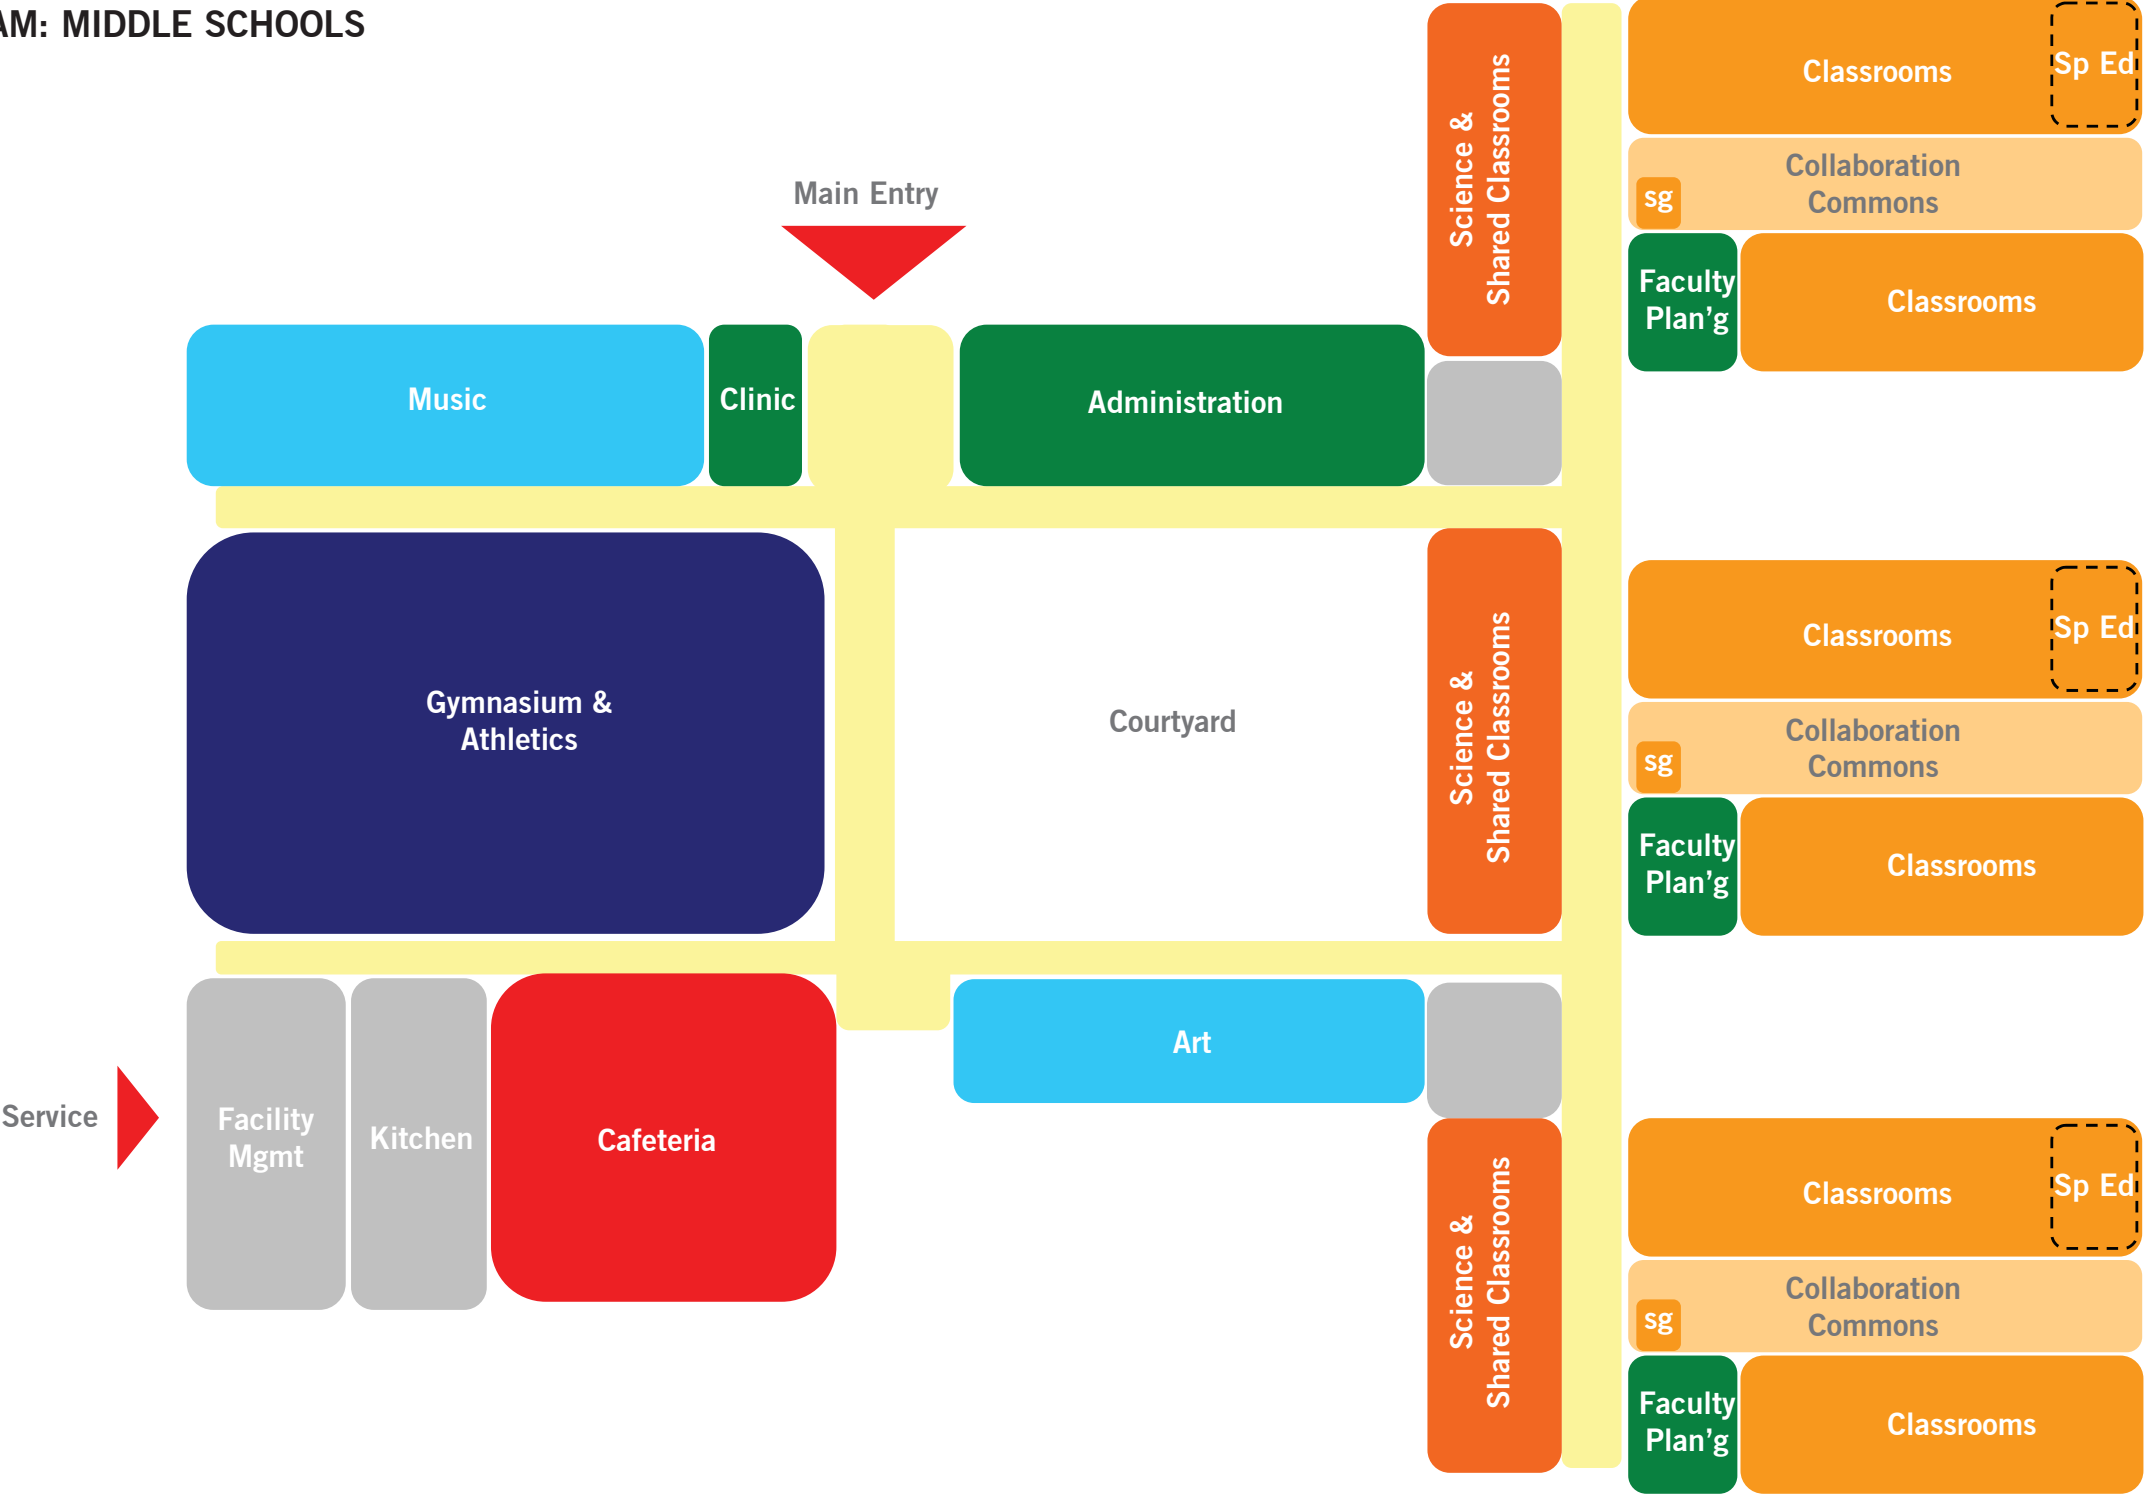 AM: MIDDLE SCHOOLS
Main Entry
Science &
Shared Classrooms
Classrooms
Sp Ed
Collaboration
Commons
sg
Faculty
Plan’g
Classrooms
Music
Clinic
Administration
Gymnasium &
Athletics
Courtyard
Science &
Shared Classrooms
Classrooms
Sp Ed
Collaboration
Commons
sg
Faculty
Plan’g
Classrooms
Service
Facility
Mgmt
Kitchen
Cafeteria
Art
Science &
Shared Classrooms
Classrooms
Sp Ed
Collaboration
Commons
sg
Faculty
Plan’g
Classrooms